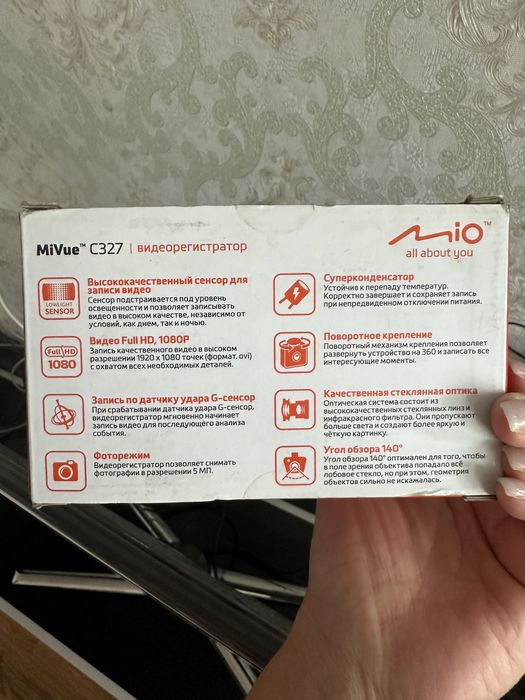 MiVue™ C327 | видеорегистратор
Mio™
all about you
LOWLIGHT
SENSOR
Высококачественный сенсор для
записи видео
Сенсор подстраивается под уровень
освещенности и позволяет записывать
видео в высоком качестве, независимо от
условий, как днем, так и ночью.
Full HD
1080
Видео Full HD, 1080P
Запись качественного видео в высоком
разрешении 1920 x 1080 точек (формат .avi)
с охватом всех необходимых деталей.
Запись по датчику удара G-сенсор
При срабатывании датчика удара G-сенсор,
видеорегистратор мгновенно начинает
запись видео для последующего анализа
события.
Фоторежим
Видеорегистратор позволяет снимать
фотографии в разрешении 5 МП.
Суперконденсатор
Устойчив к перепаду температур.
Корректно завершает и сохраняет запись
при непредвиденном отключении питания.
Поворотное крепление
Поворотный механизм крепления позволяет
развернуть устройство на 360 и записать все
интересующие моменты.
Качественная стеклянная оптика
Оптическая система состоит из
высококачественных стеклянных линз и
инфракрасного фильтра. Они пропускают
больше света и создают более яркую и
чёткую картинку.
Угол обзора 140°
Угол обзора 140° оптимален для того, чтобы
в поле зрения объектива попадало всё
лобовое стекло, но при этом, геометрия
объектов сильно не искажалась.